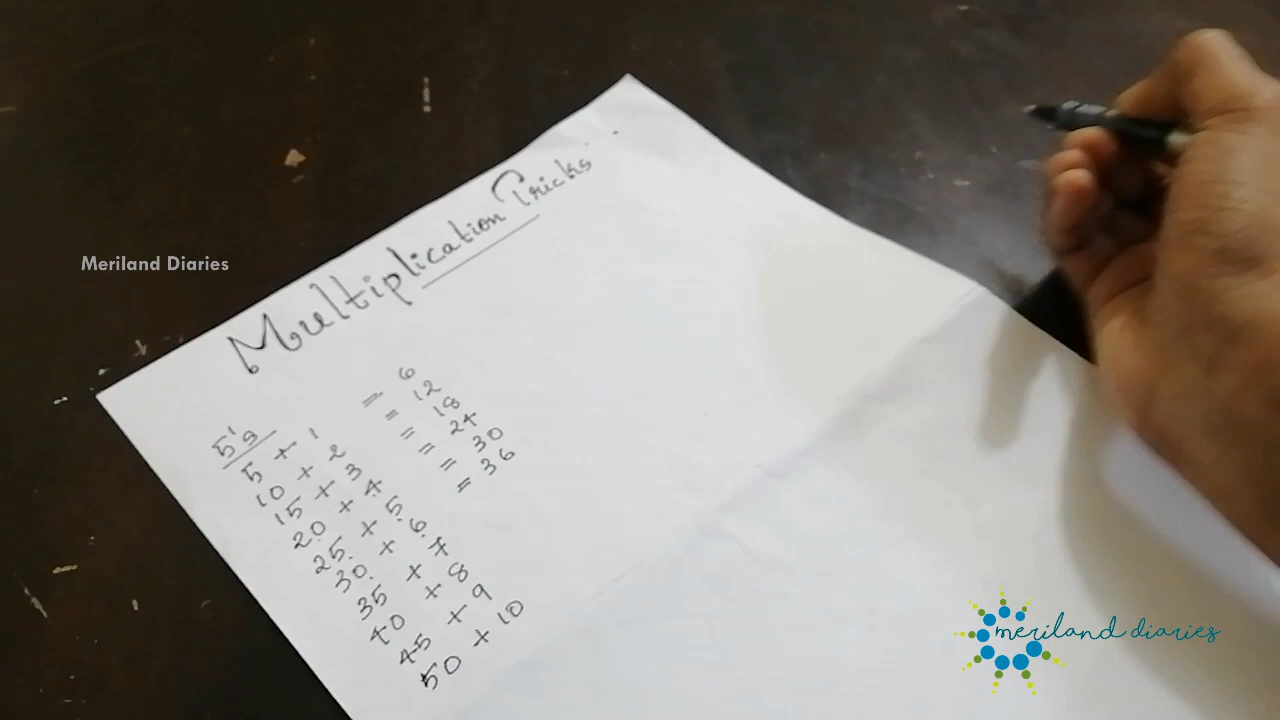 Multiplication Tricks
5's
5 + 1 = 6
10 + 2 = 12
15 + 3 = 18
20 + 4 = 24
25 + 5 = 30
30 + 6 = 36
35 + 7
40 + 8
45 + 9
50 + 10
Meriland Diaries
meriland diaries